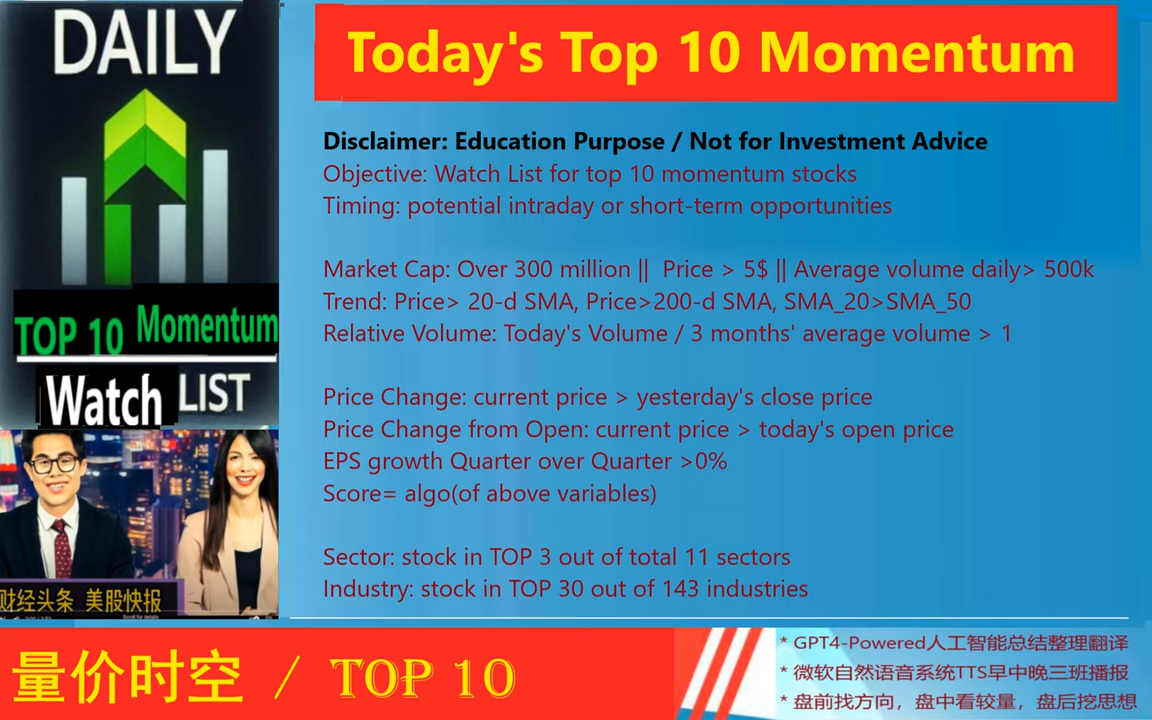 DAILY
TOP 10 Momentum
Watch LIST
财经头条 美股快报
Today's Top 10 Momentum
Disclaimer: Education Purpose / Not for Investment Advice
Objective: Watch List for top 10 momentum stocks
Timing: potential intraday or short-term opportunities
Market Cap: Over 300 million || Price > 5$ || Average volume daily> 500k
Trend: Price> 20-d SMA, Price>200-d SMA, SMA_20>SMA_50
Relative Volume: Today's Volume / 3 months' average volume > 1
Price Change: current price > yesterday's close price
Price Change from Open: current price > today's open price
EPS growth Quarter over Quarter >0%
Score= algo(of above variables)
Sector: stock in TOP 3 out of total 11 sectors
Industry: stock in TOP 30 out of 143 industries
量价时空 / TOP 10
* GPT4-Powered人工智能总结整理翻译
* 微软自然语音系统TTS早中晚三班播报
* 盘前找方向，盘中看较量，盘后挖思想